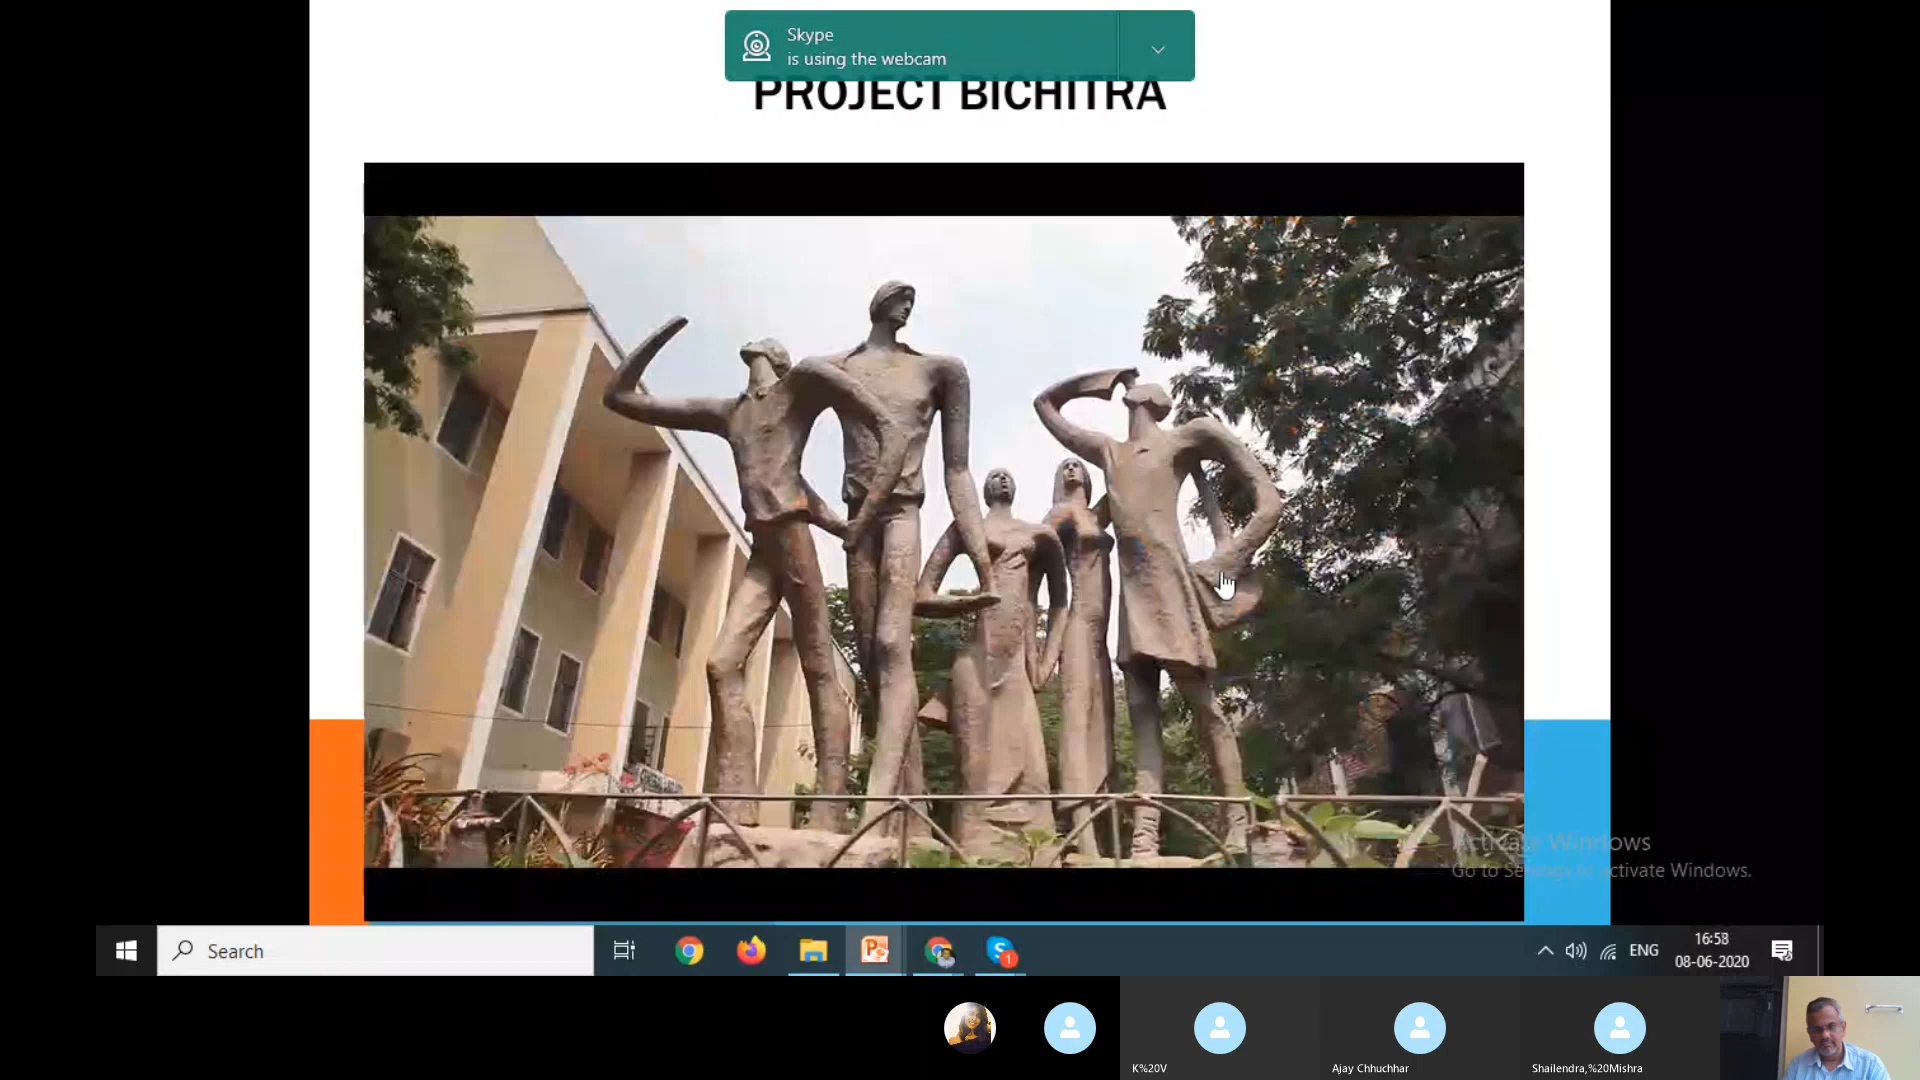 Skype
is using the webcam
PROJECT BICHITRA
Activate Windows
Go to Settings to activate Windows.
Search
ENG
16:58
08-06-2020
1
K%20V
Ajay Chhuchhar
Shailendra,%20Mishra